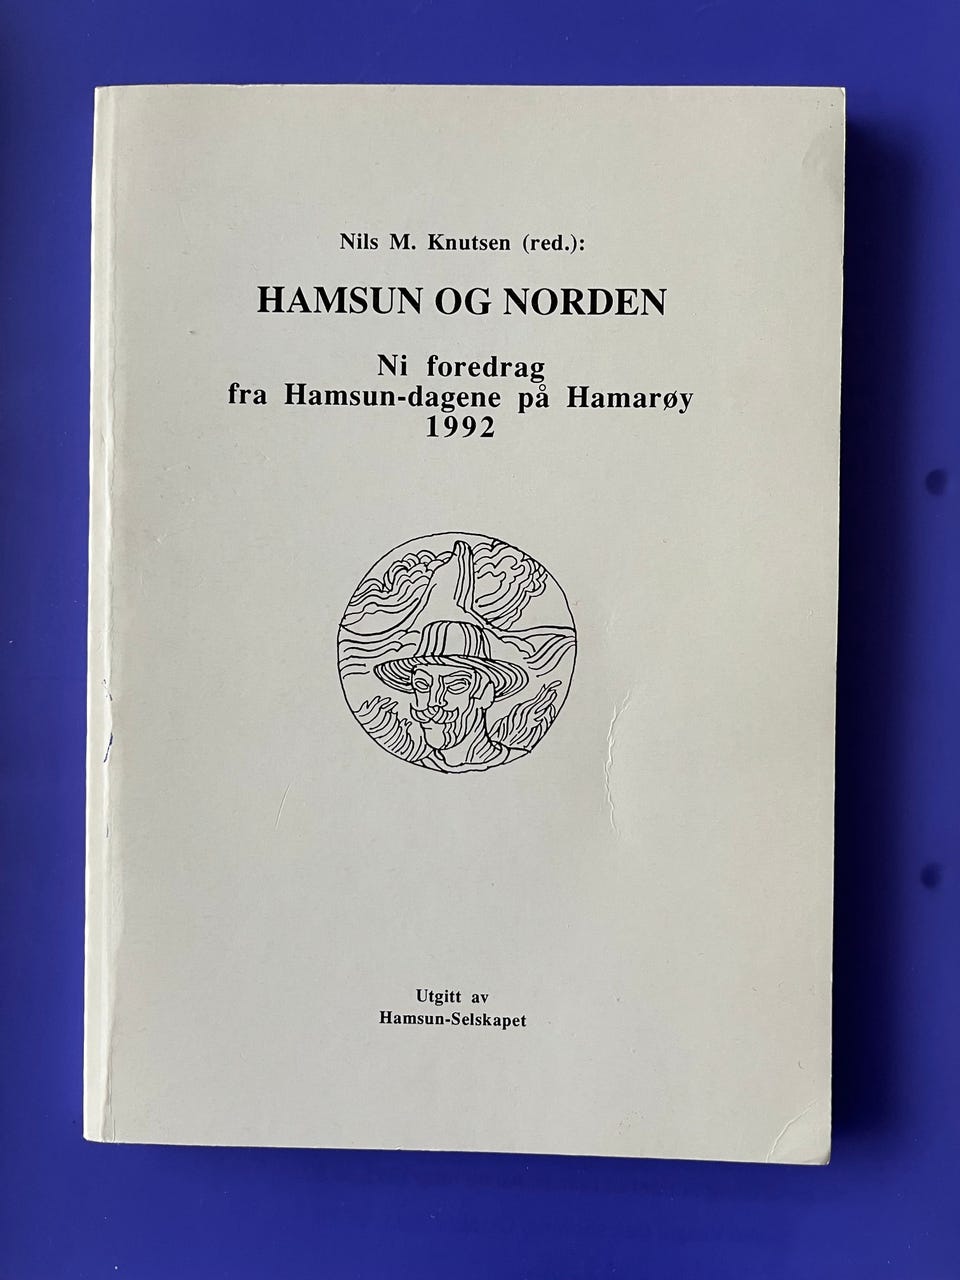 Nils M. Knutsen (red.):
HAMSUN OG NORDEN
Ni foredrag
fra Hamsun-dagene på Hamarøy
1992
Utgitt av
Hamsun-Selskapet